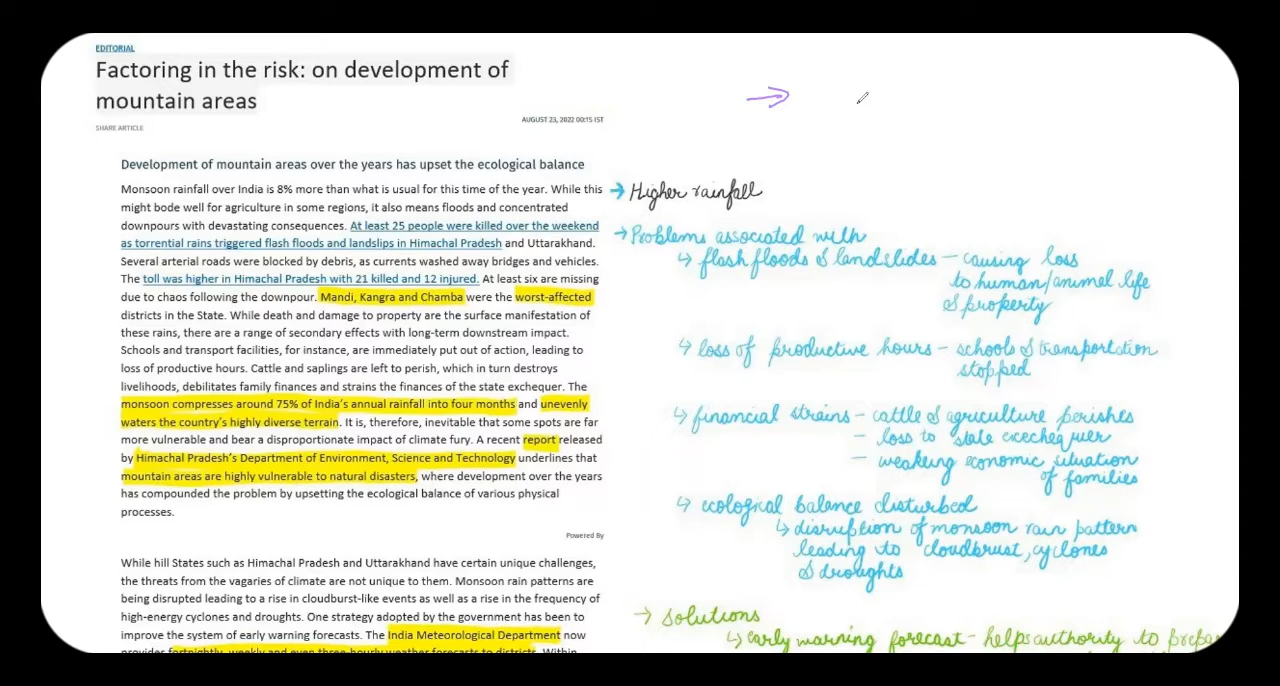 EDITORIAL
Factoring in the risk: on development of
mountain areas
SHARE ARTICLE
AUGUST 23, 2022 00:15 IST
Development of mountain areas over the years has upset the ecological balance
Monsoon rainfall over India is 8% more than what is usual for this time of the year. While this
might bode well for agriculture in some regions, it also means floods and concentrated
downpours with devastating consequences. At least 25 people were killed over the weekend
as torrential rains triggered flash floods and landslips in Himachal Pradesh and Uttarakhand.
Several arterial roads were blocked by debris, as currents washed away bridges and vehicles.
The toll was higher in Himachal Pradesh with 21 killed and 12 injured. At least six are missing
due to chaos following the downpour. Mandi, Kangra and Chamba were the worst-affected
districts in the State. While death and damage to property are the surface manifestation of
these rains, there are a range of secondary effects with long-term downstream impact.
Schools and transport facilities, for instance, are immediately put out of action, leading to
loss of productive hours. Cattle and saplings are left to perish, which in turn destroys
livelihoods, debilitates family finances and strains the finances of the state exchequer. The
monsoon compresses around 75% of India's annual rainfall into four months and unevenly
waters the country's highly diverse terrain. It is, therefore, inevitable that some spots are far
more vulnerable and bear a disproportionate impact of climate fury. A recent report released
by Himachal Pradesh's Department of Environment, Science and Technology underlines that
mountain areas are highly vulnerable to natural disasters, where development over the years
has compounded the problem by upsetting the ecological balance of various physical
processes.
Powered By
While hill States such as Himachal Pradesh and Uttarakhand have certain unique challenges,
the threats from the vagaries of climate are not unique to them. Monsoon rain patterns are
being disrupted leading to a rise in cloudburst-like events as well as a rise in the frequency of
high-energy cyclones and droughts. One strategy adopted by the government has been to
improve the system of early warning forecasts. The India Meteorological Department now
provides fortnightly, weekly and even three-hourly weather forecasts to districts. Within
→ Higher rainfall
→ Problems associated with
↳ flash floods & landslides – causing loss
to human/animal life
& property
↳ loss of productive hours – schools & transportation
stopped
↳ financial strains – cattle & agriculture perishes
– loss to state exechequer
– weakening economic situation
of families
↳ ecological balance disturbed
↳ disruption of monsoon rain pattern
leading to cloudbrust, cyclones
& droughts
→ Solutions
↳ early warning forecast – helps authority to prepa